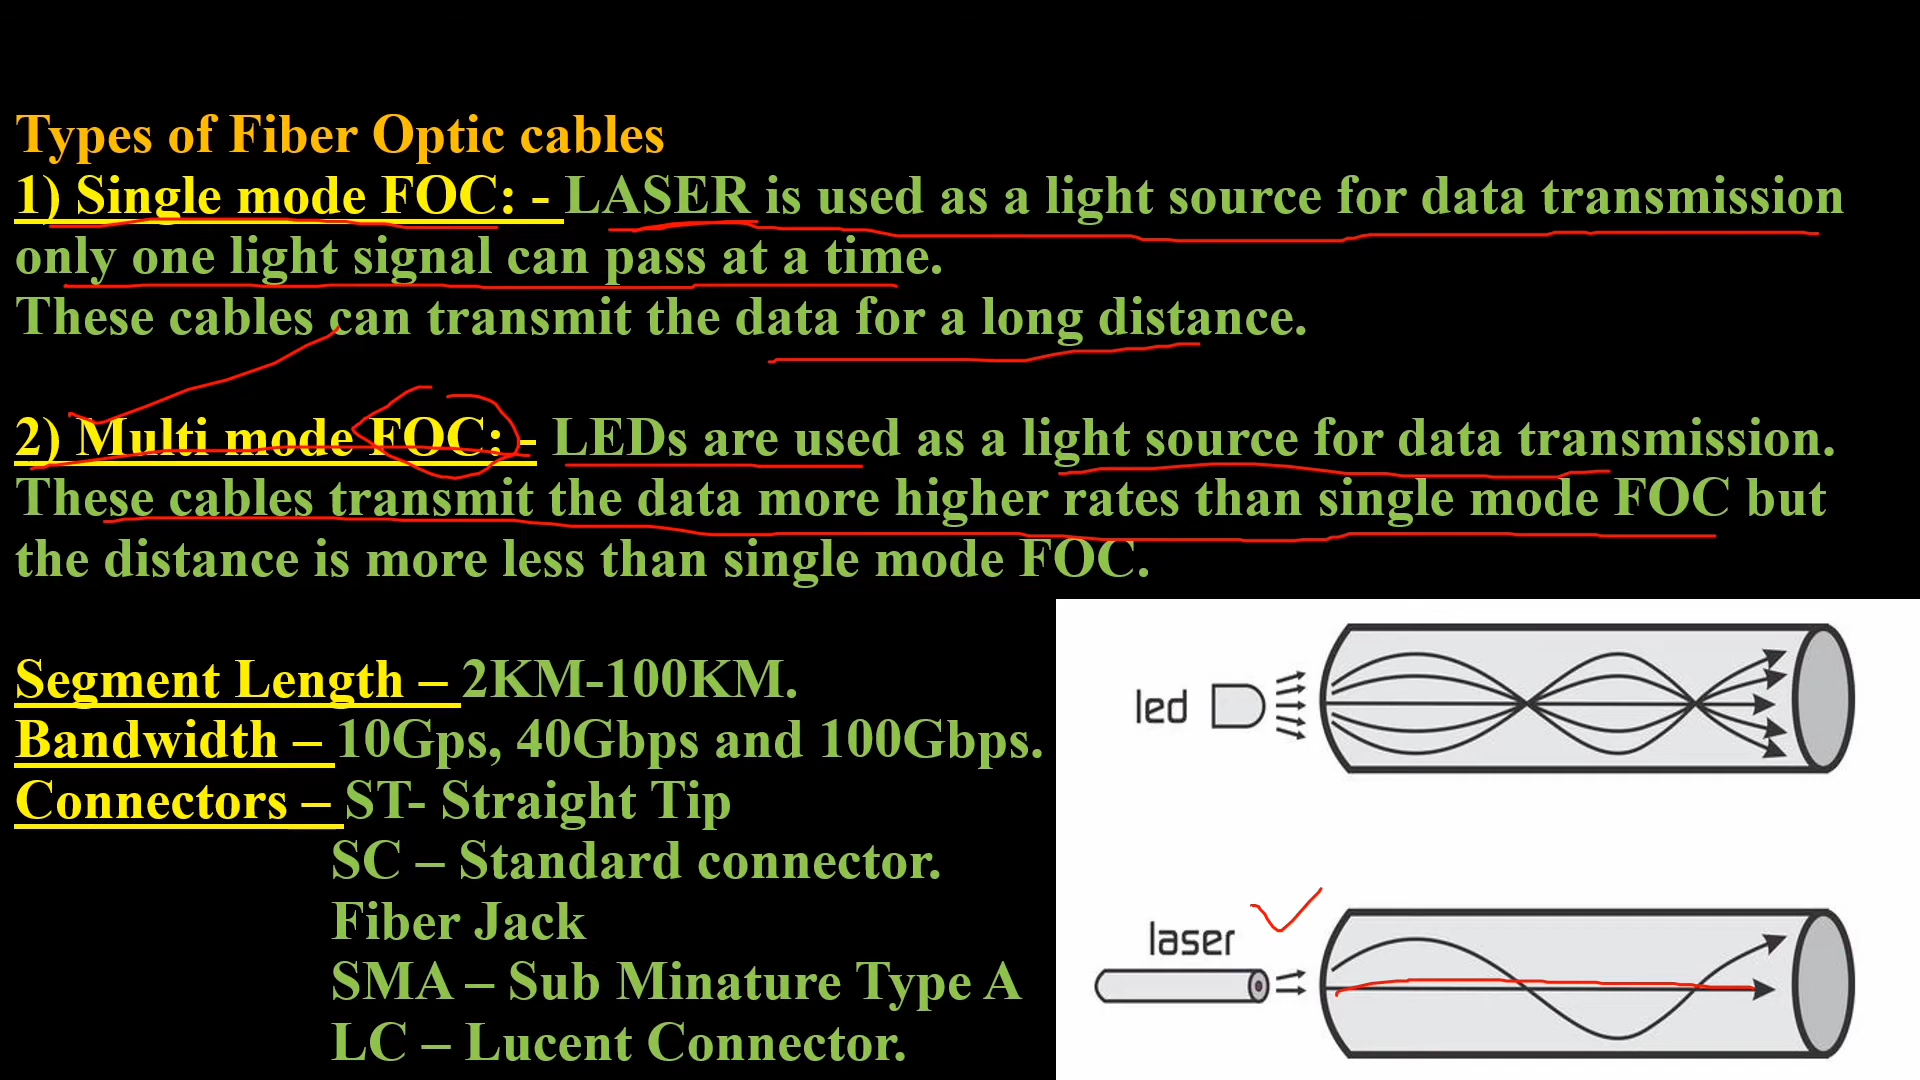 Types of Fiber Optic cables
1) Single mode FOC: - LASER is used as a light source for data transmission
only one light signal can pass at a time.
These cables can transmit the data for a long distance.
2) Multi mode FOC: - LEDs are used as a light source for data transmission.
These cables transmit the data more higher rates than single mode FOC but
the distance is more less than single mode FOC.
Segment Length – 2KM-100KM.
Bandwidth – 10Gps, 40Gbps and 100Gbps.
Connectors – ST- Straight Tip
SC – Standard connector.
Fiber Jack
SMA – Sub Minature Type A
LC – Lucent Connector.
led
laser